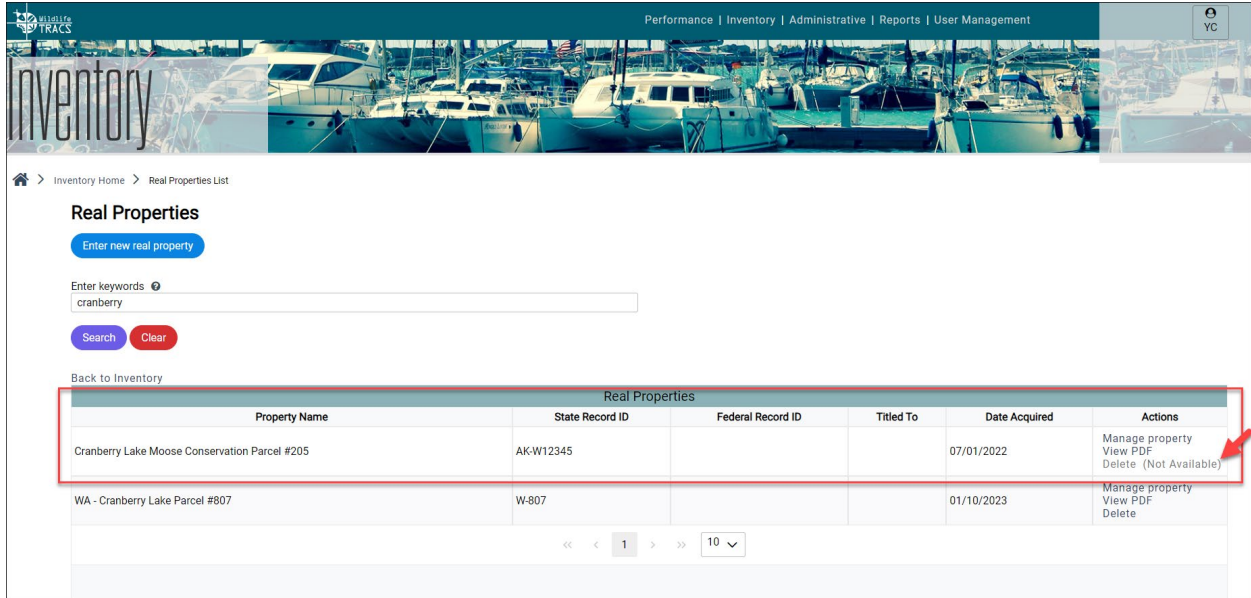 Wildlife
TRACS
Performance | Inventory | Administrative | Reports | User Management
YC
Inventory
> Inventory Home > Real Properties List
Real Properties
Enter new real property
Enter keywords
cranberry
Search Clear
Back to Inventory
Real Properties
Property Name State Record ID Federal Record ID Titled To Date Acquired Actions
Cranberry Lake Moose Conservation Parcel #205 AK-W12345 07/01/2022 Manage property
View PDF
Delete (Not Available)
WA - Cranberry Lake Parcel #807 W-807 01/10/2023 Manage property
View PDF
Delete
<< < 1 > >> 10